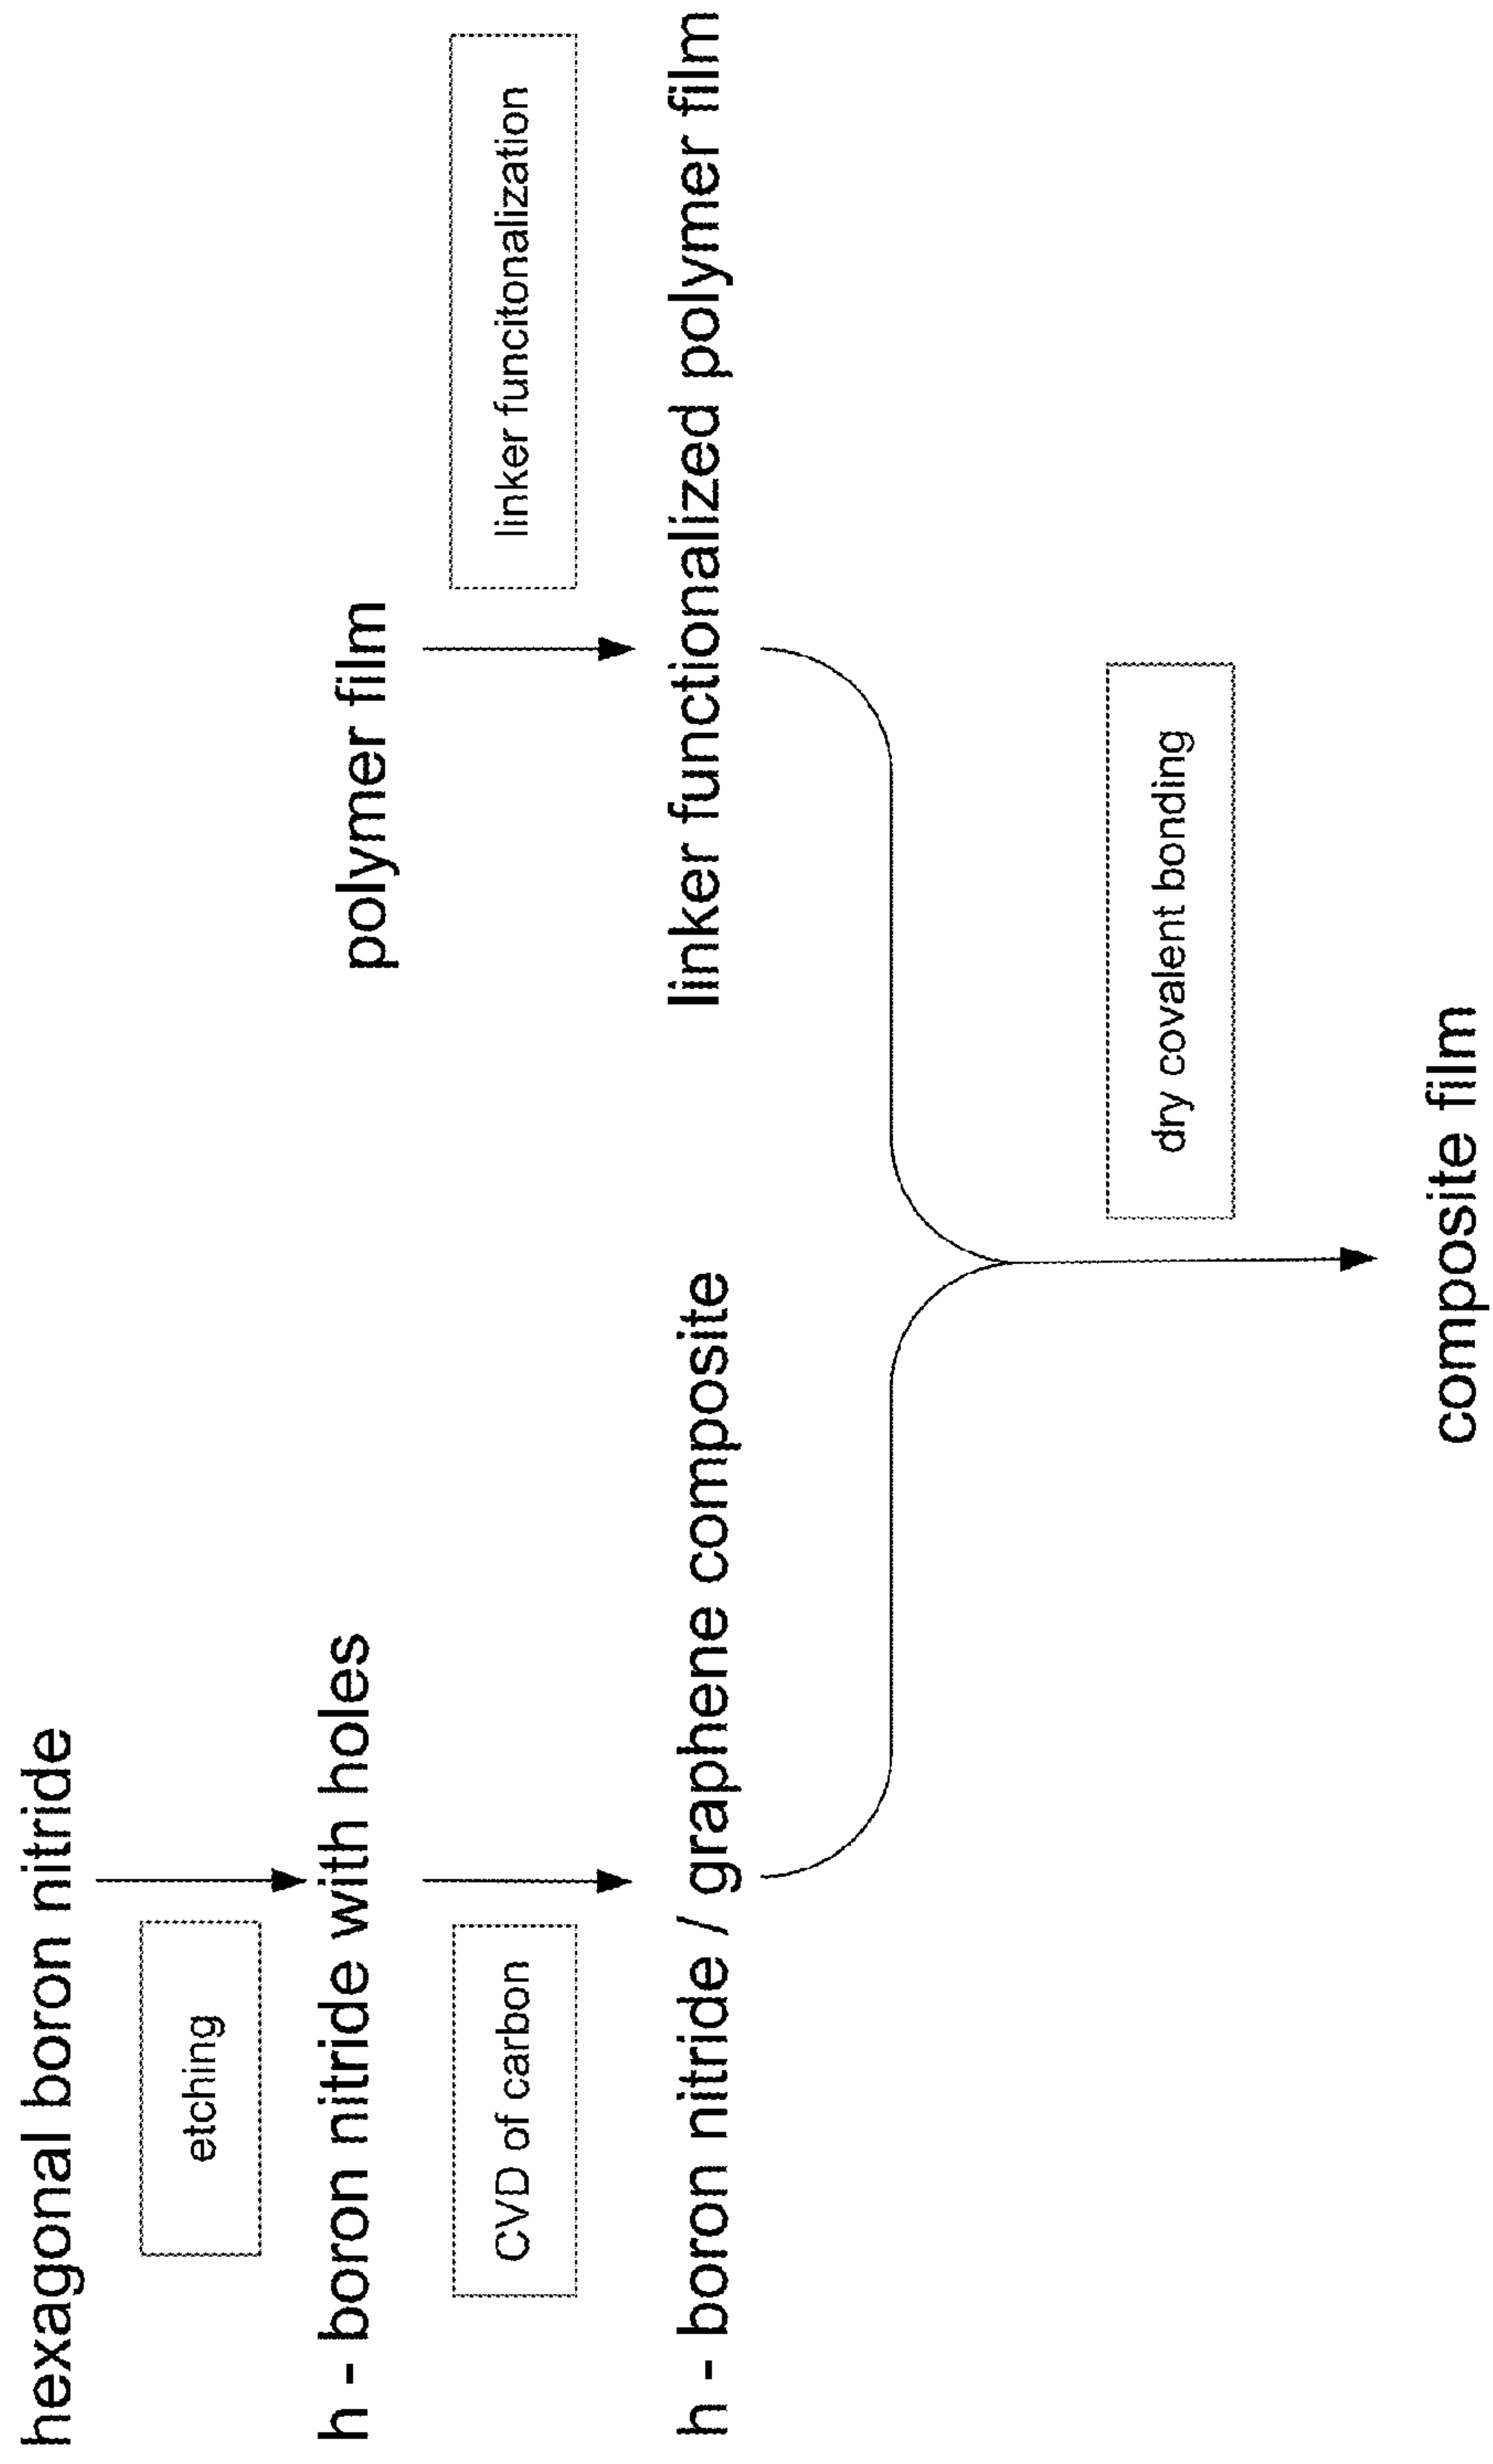 hexagonal boron nitride
etching
h - boron nitride with holes
polymer film
CVD of carbon
linker funcitonalization
h - boron nitride / graphene composite
linker functionalized polymer film
dry covalent bonding
composite film